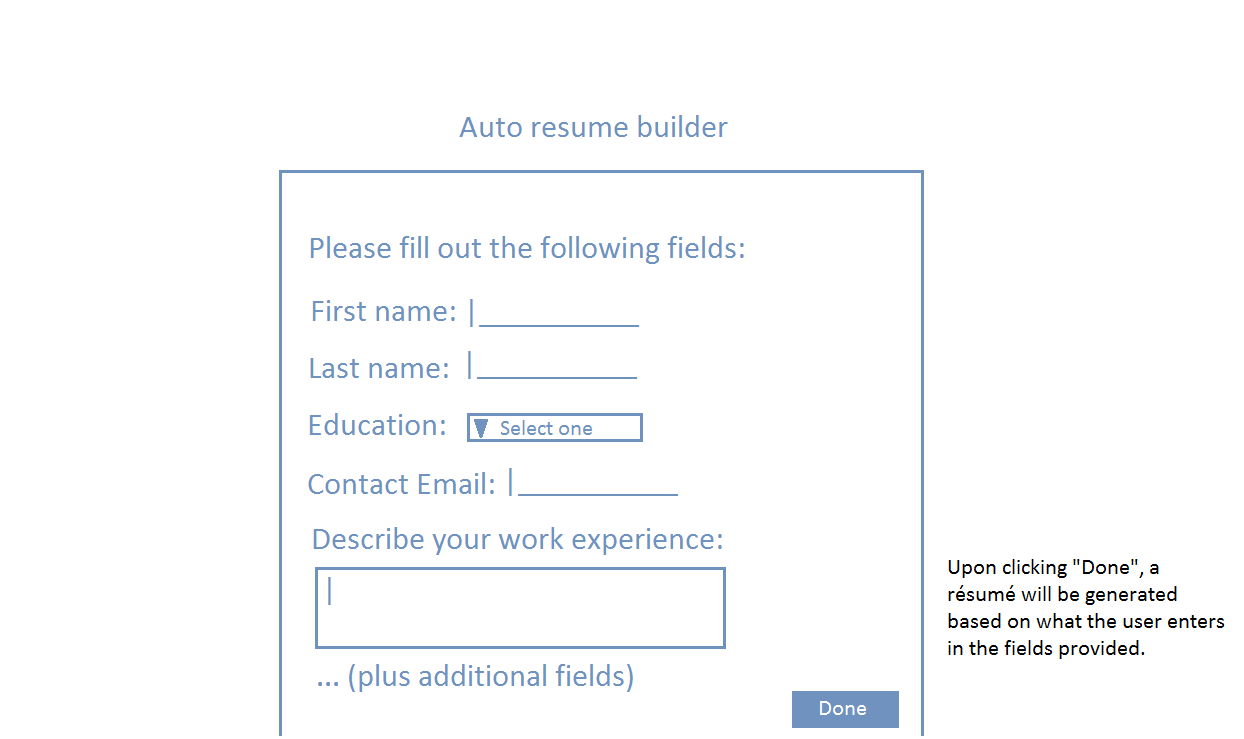 Auto resume builder
Please fill out the following fields:
First name:
Last name:
Education: Select one
Contact Email:
Describe your work experience:
... (plus additional fields)
Done
Upon clicking "Done", a
résumé will be generated
based on what the user enters
in the fields provided.